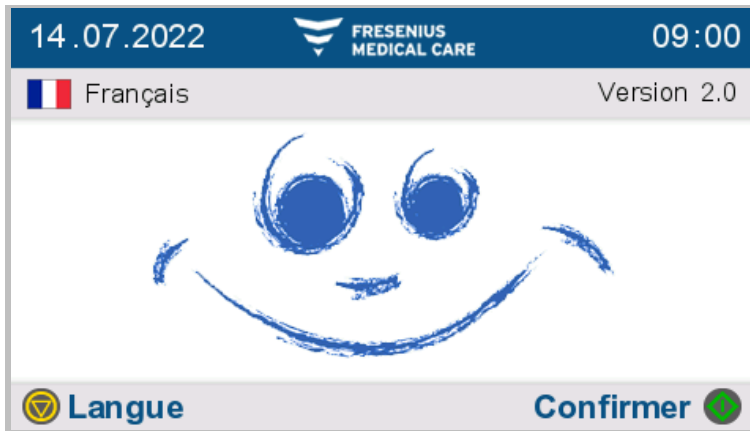 14.07.2022 FRESENIUS MEDICAL CARE 09:00
Français Version 2.0
Langue Confirmer